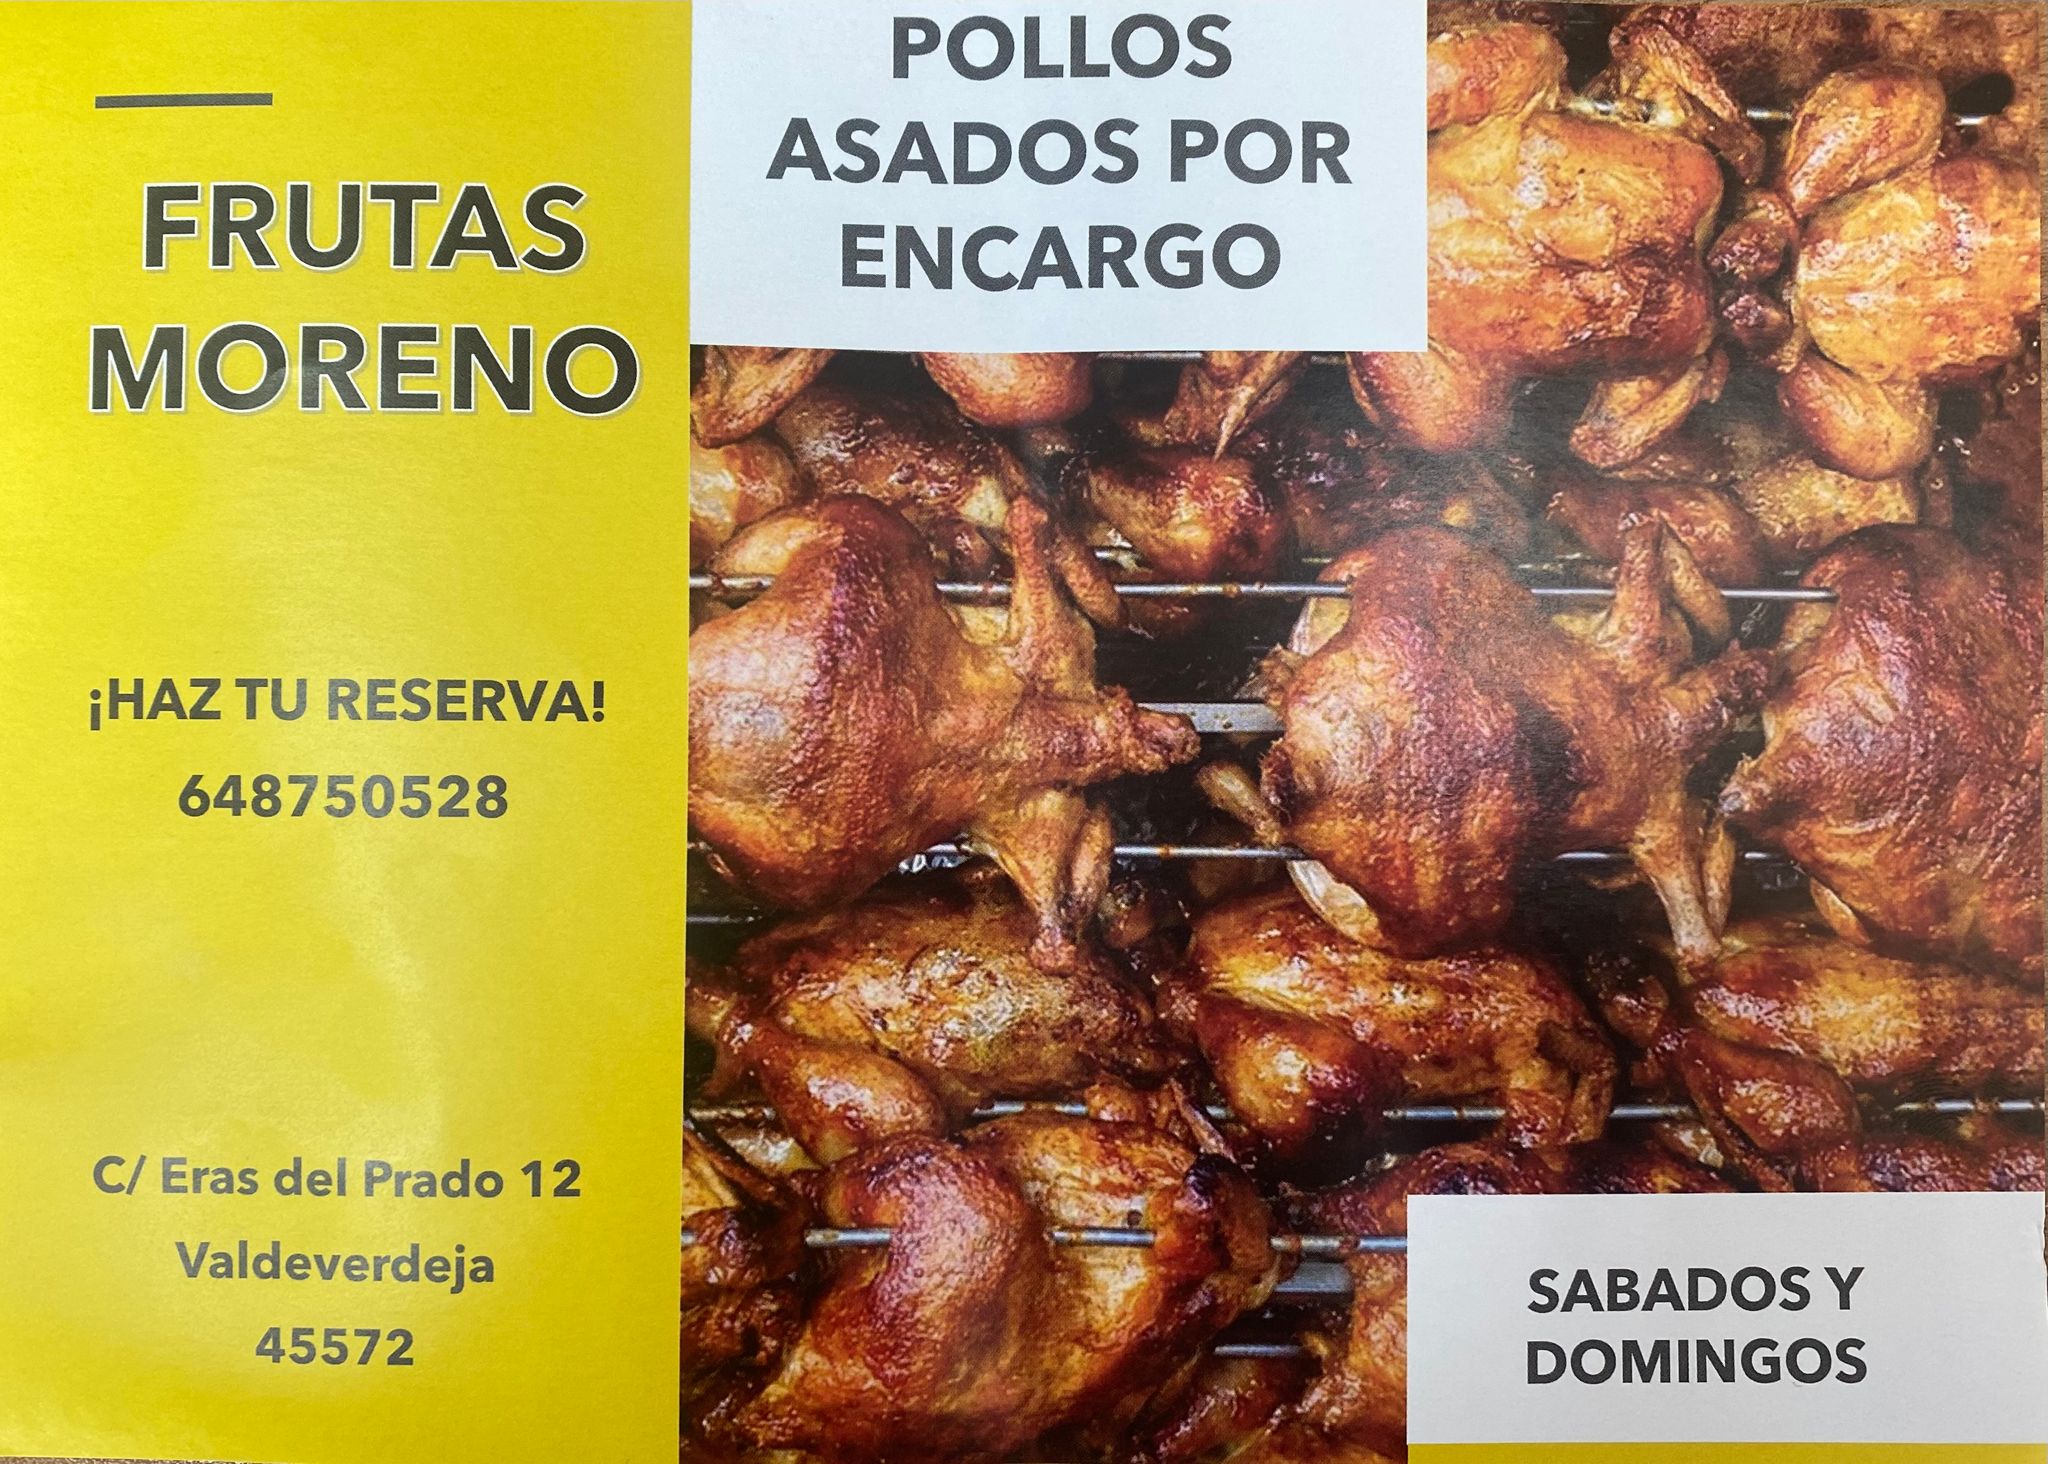 FRUTAS
MORENO
¡HAZ TU RESERVA!
648750528
C/ Eras del Prado 12
Valdeverdeja
45572
POLLOS
ASADOS POR
ENCARGO
SABADOS Y
DOMINGOS